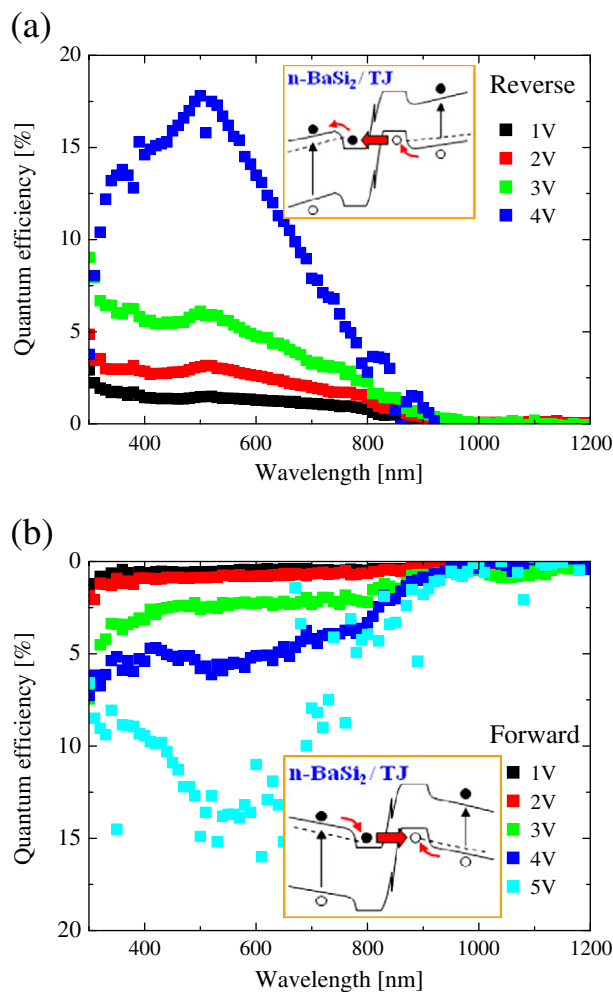 (a)
20
15
10
5
0
Quantum efficiency [%]
n-BaSi2/TJ
Reverse
1V
2V
3V
4V
400 600 800 1000 1200
Wavelength [nm]
(b)
0
5
10
15
20
Quantum efficiency [%]
n-BaSi2/TJ
Forward
1V
2V
3V
4V
5V
400 600 800 1000 1200
Wavelength [nm]